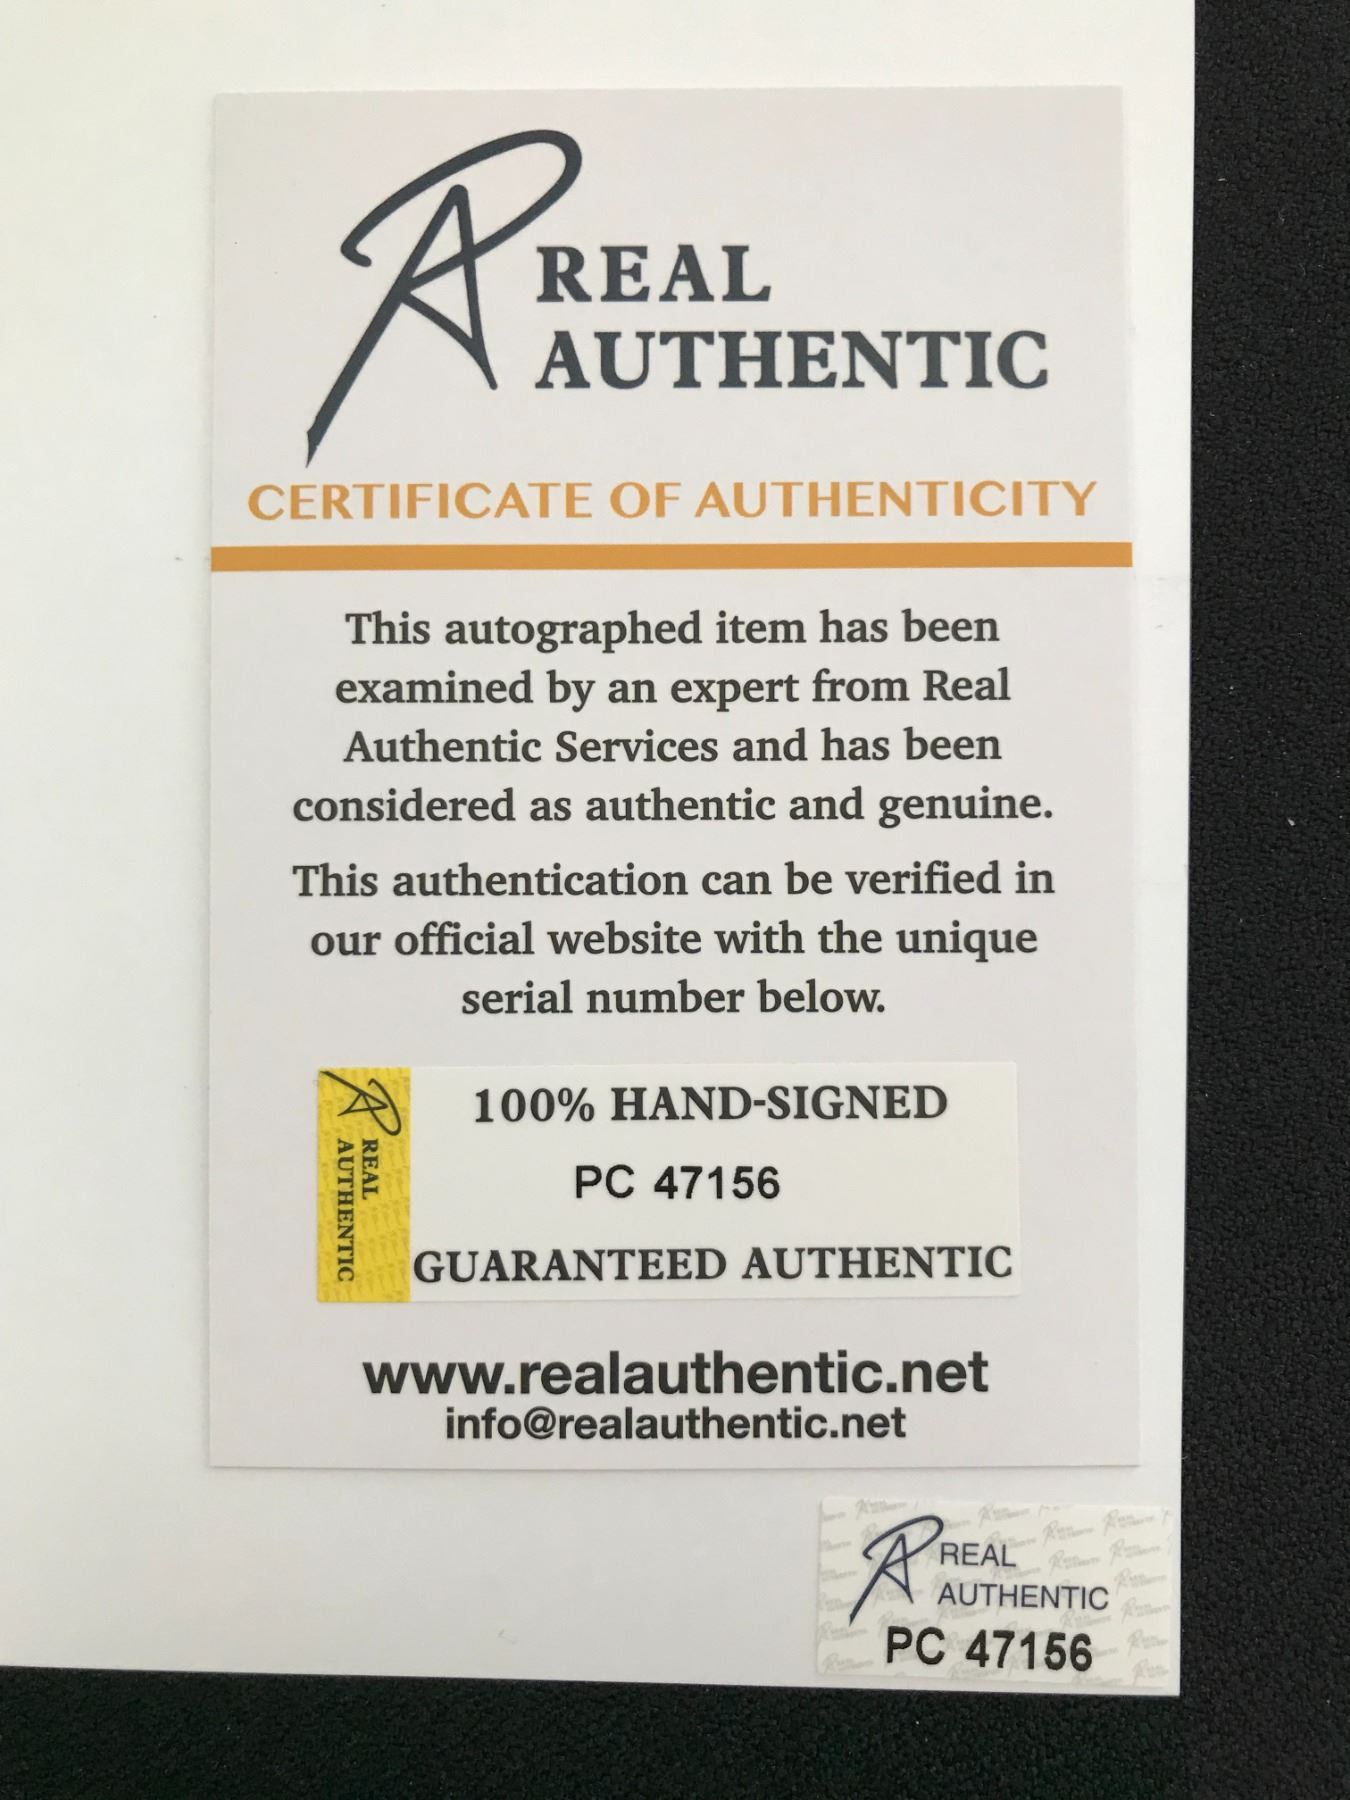 REAL
AUTHENTIC
CERTIFICATE OF AUTHENTICITY
This autographed item has been
examined by an expert from Real
Authentic Services and has been
considered as authentic and genuine.
This authentication can be verified in
our official website with the unique
serial number below.
REAL
AUTHENTIC
100% HAND-SIGNED
PC 47156
GUARANTEED AUTHENTIC
www.realauthentic.net
info@realauthentic.net
REAL
AUTHENTIC
PC 47156